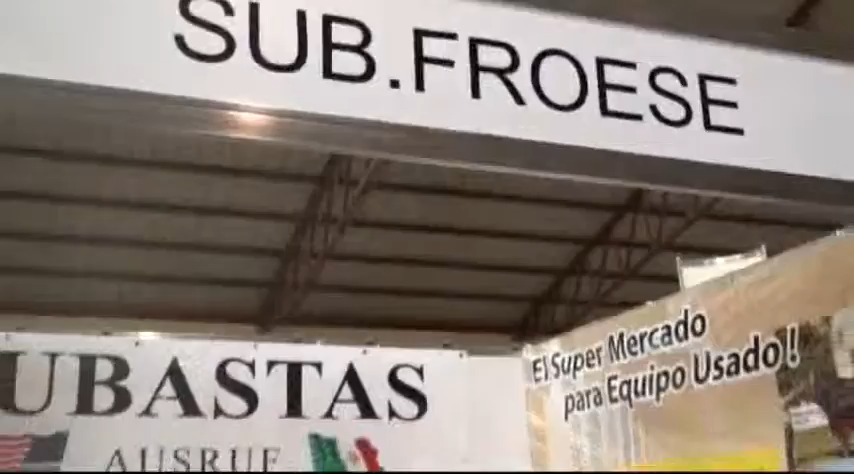 SUB.FROESE
El Super Mercado
para Equipo Usado!
UBASTAS
AUSRUF